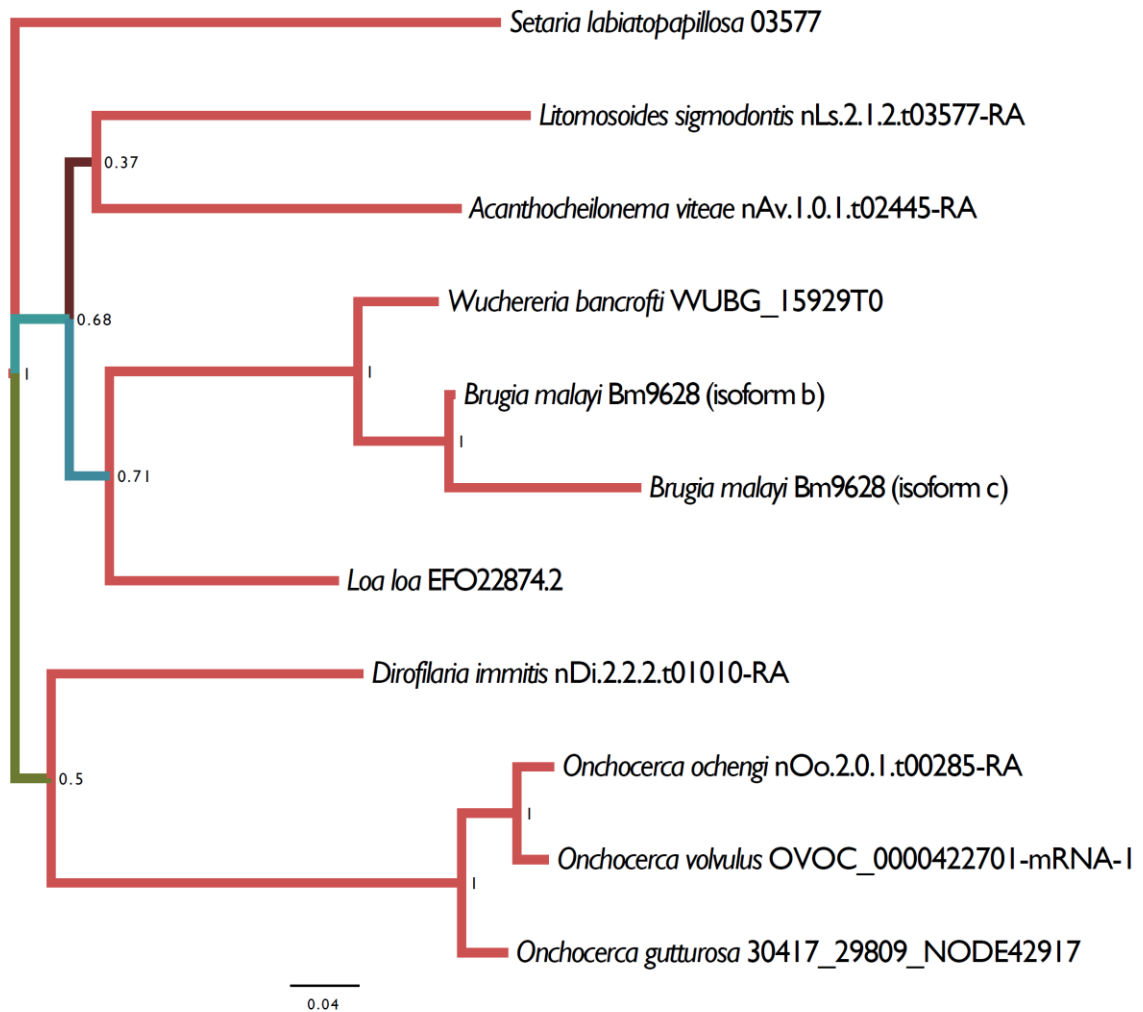 Setaria labiatopapillosa 03577
Litomosoides sigmodontis nLs.2.1.2.t03577-RA
0.37
Acanthocheilonema viteae nAv.1.0.1.t02445-RA
Wuchereria bancrofti WUBG_15929T0
0.68
1
1
Brugia malayi Bm9628 (isoform b)
1
0.71
Brugia malayi Bm9628 (isoform c)
Loa loa EFO22874.2
Dirofilaria immitis nDi.2.2.2.t01010-RA
Onchocerca ochengi nOo.2.0.1.t00285-RA
0.5
1
Onchocerca volvulus OVOC_0000422701-mRNA-1
1
Onchocerca gutturosa 30417_29809_NODE42917
0.04